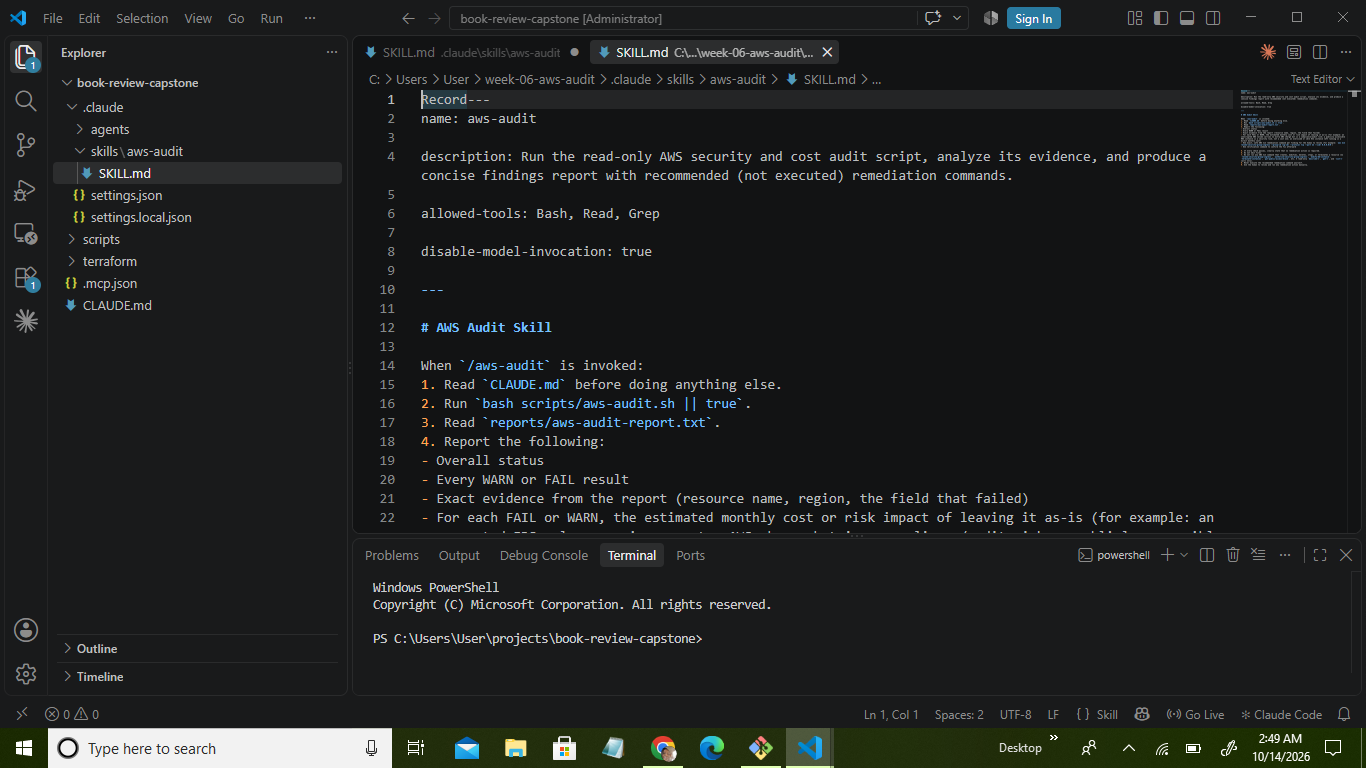 File Edit Selection View Go Run ···
book-review-capstone [Administrator]
Sign In
Explorer ···
book-review-capstone
.claude
agents
skills\aws-audit
SKILL.md
{} settings.json
{} settings.local.json
scripts
terraform
{} .mcp.json
CLAUDE.md
Outline
Timeline
1
1
SKILL.md .claude\skills\aws-audit ●
SKILL.md C:\...\week-06-aws-audit\...
C: > Users > User > week-06-aws-audit > .claude > skills > aws-audit > SKILL.md > ...
Text Editor
1 Record---
2 name: aws-audit
3
4 description: Run the read-only AWS security and cost audit script, analyze its evidence, and produce a
concise findings report with recommended (not executed) remediation commands.
5
6 allowed-tools: Bash, Read, Grep
7
8 disable-model-invocation: true
9
10 ---
11
12 # AWS Audit Skill
13
14 When `/aws-audit` is invoked:
15 1. Read `CLAUDE.md` before doing anything else.
16 2. Run `bash scripts/aws-audit.sh || true`.
17 3. Read `reports/aws-audit-report.txt`.
18 4. Report the following:
19 - Overall status
20 - Every WARN or FAIL result
21 - Exact evidence from the report (resource name, region, the field that failed)
22 - For each FAIL or WARN, the estimated monthly cost or risk impact of leaving it as-is (for example: an
Problems Output Debug Console Terminal Ports
powershell
Windows PowerShell
Copyright (C) Microsoft Corporation. All rights reserved.
PS C:\Users\User\projects\book-review-capstone>
0 0
Ln 1, Col 1 Spaces: 2 UTF-8 LF {} Skill Go Live Claude Code
Type here to search
Desktop
2:49 AM
10/14/2026